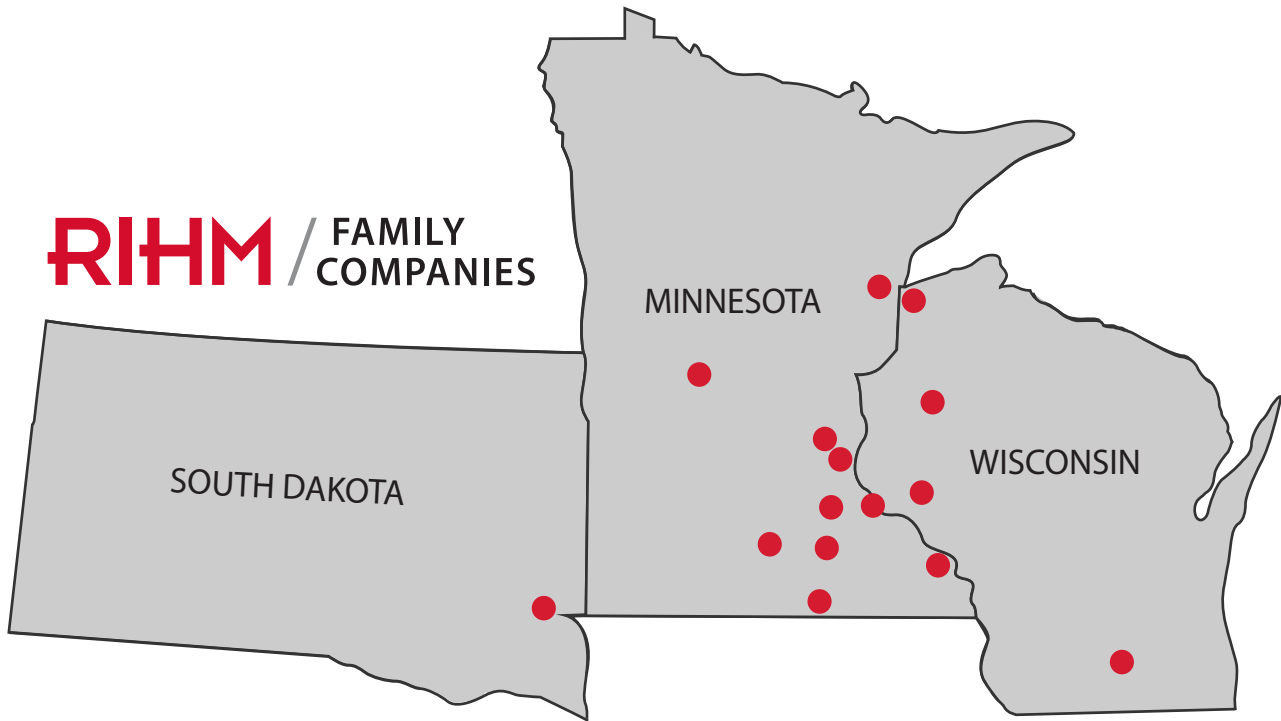 RIHM / FAMILY
COMPANIES
MINNESOTA
SOUTH DAKOTA
WISCONSIN